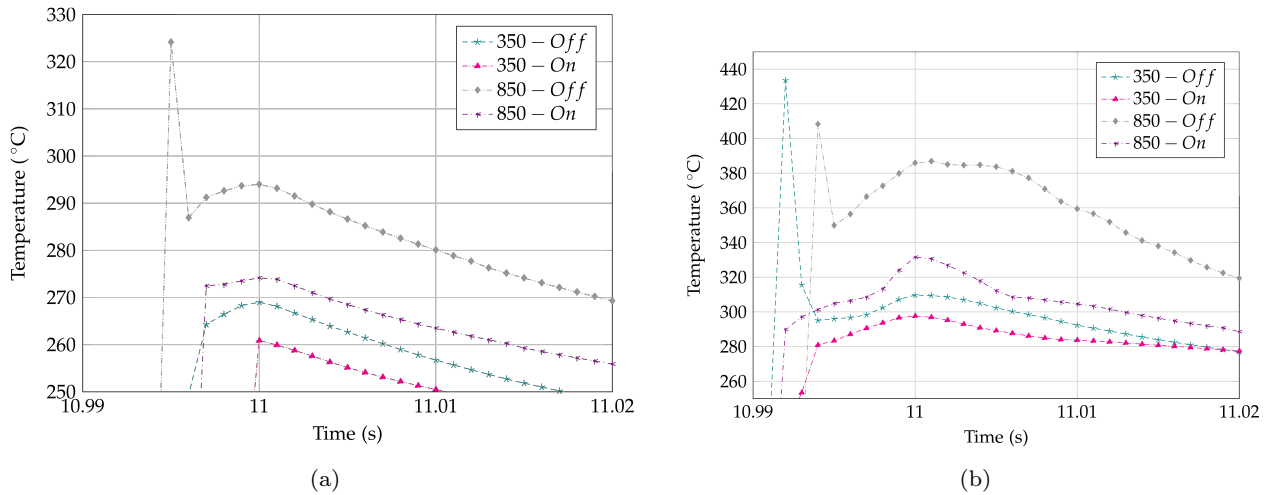 330
320
310
300
290
280
270
260
250
Temperature (°C)
10.99
11
11.01
11.02
Time (s)
350 − Off
350 − On
850 − Off
850 − On
(a)
440
420
400
380
360
340
320
300
280
260
Temperature (°C)
10.99
11
11.01
11.02
Time (s)
350 − Off
350 − On
850 − Off
850 − On
(b)